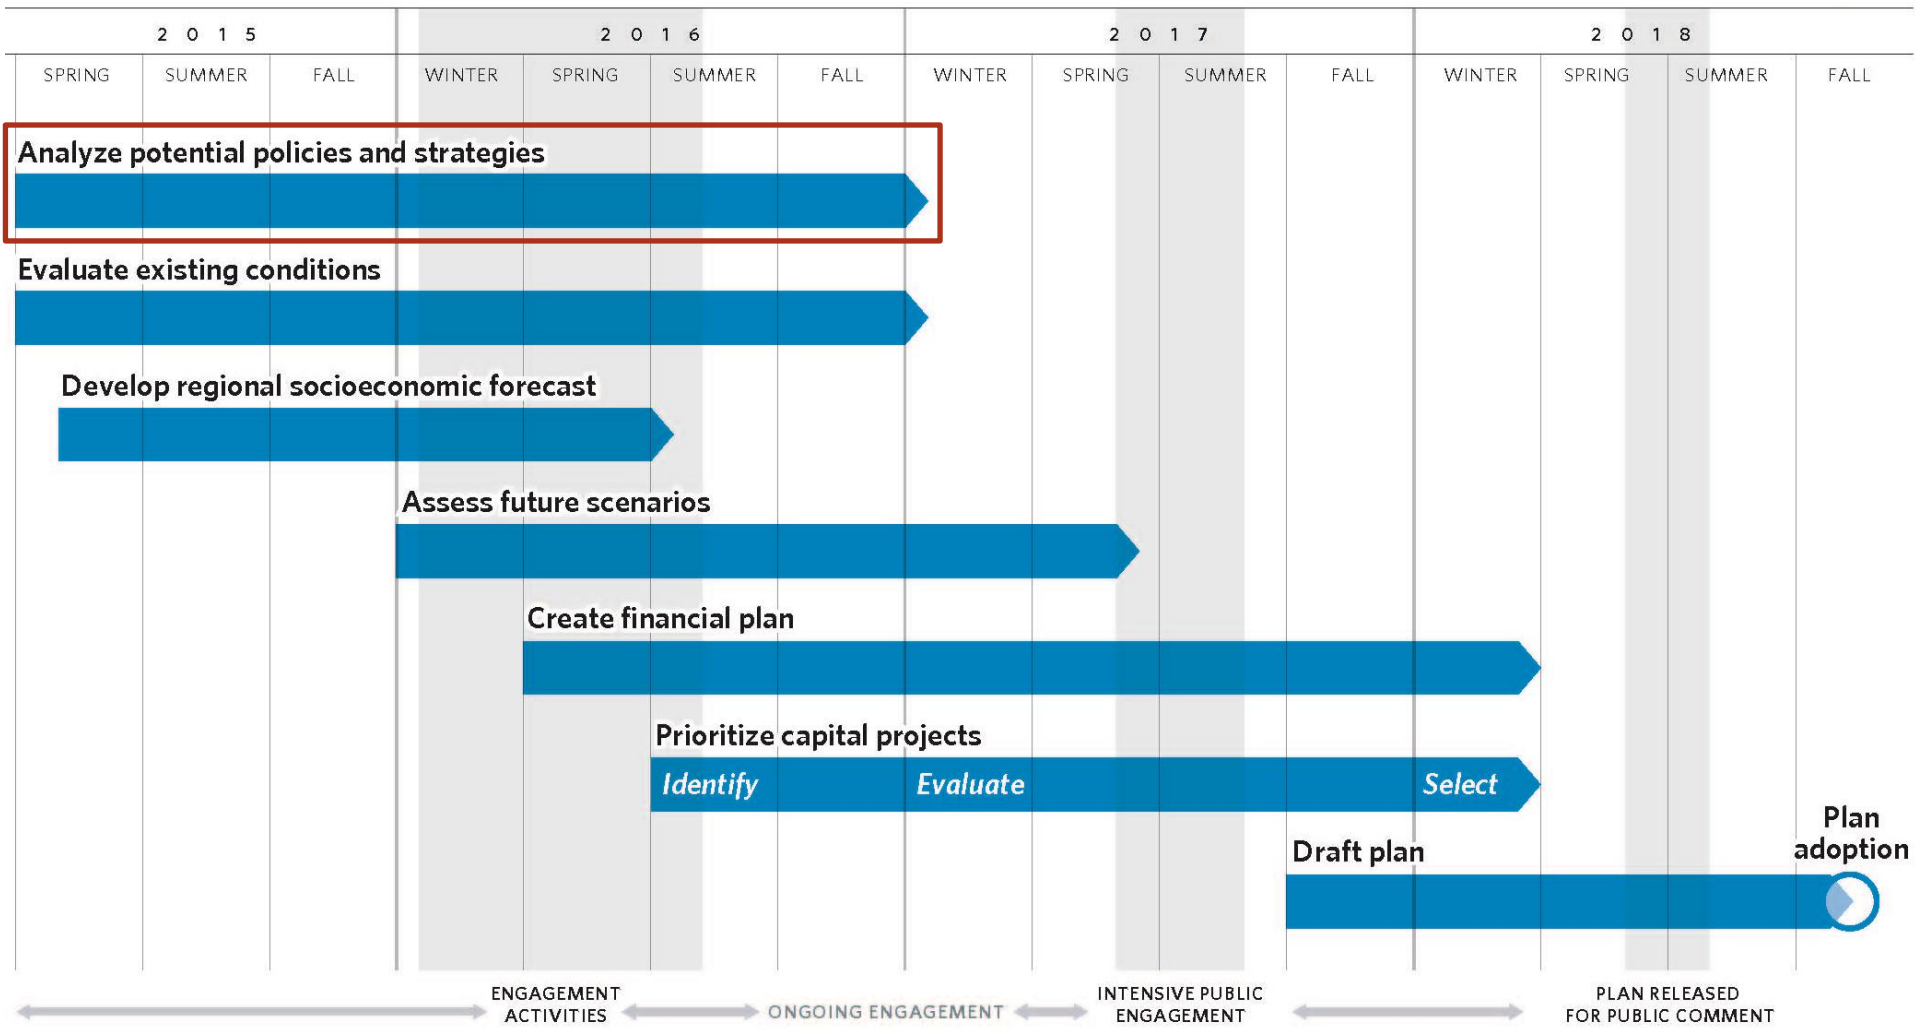 2 0 1 5
2 0 1 6
2 0 1 7
2 0 1 8
SPRING
SUMMER
FALL
WINTER
SPRING
SUMMER
FALL
WINTER
SPRING
SUMMER
FALL
WINTER
SPRING
SUMMER
FALL
Analyze potential policies and strategies
Evaluate existing conditions
Develop regional socioeconomic forecast
Assess future scenarios
Create financial plan
Prioritize capital projects
Identify
Evaluate
Select
Draft plan
Plan
adoption
ENGAGEMENT
ACTIVITIES
ONGOING ENGAGEMENT
INTENSIVE PUBLIC
ENGAGEMENT
PLAN RELEASED
FOR PUBLIC COMMENT